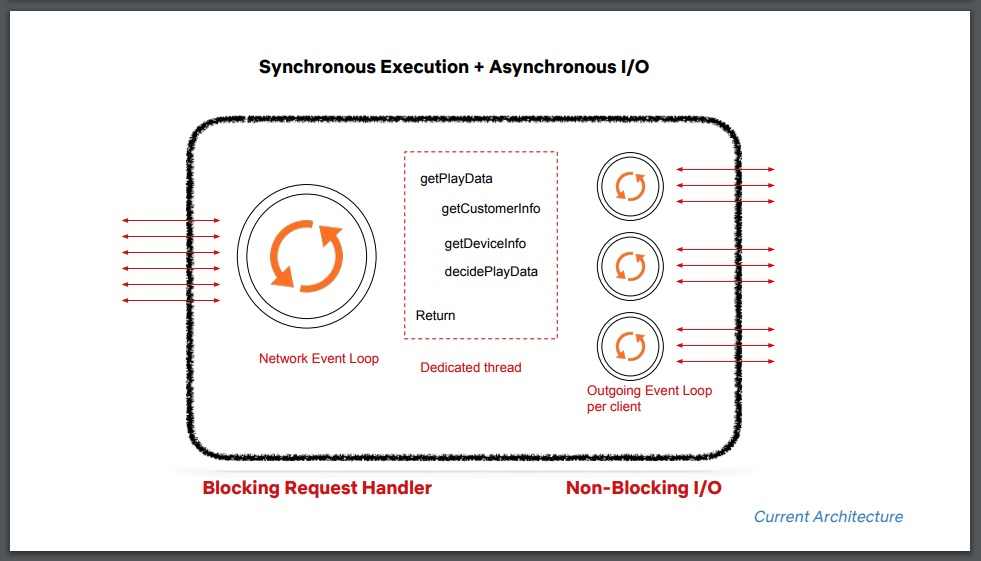 Synchronous Execution + Asynchronous I/O
getPlayData
getCustomerInfo
getDeviceInfo
decidePlayData
Return
Network Event Loop
Dedicated thread
Outgoing Event Loop
per client
Blocking Request Handler
Non-Blocking I/O
Current Architecture